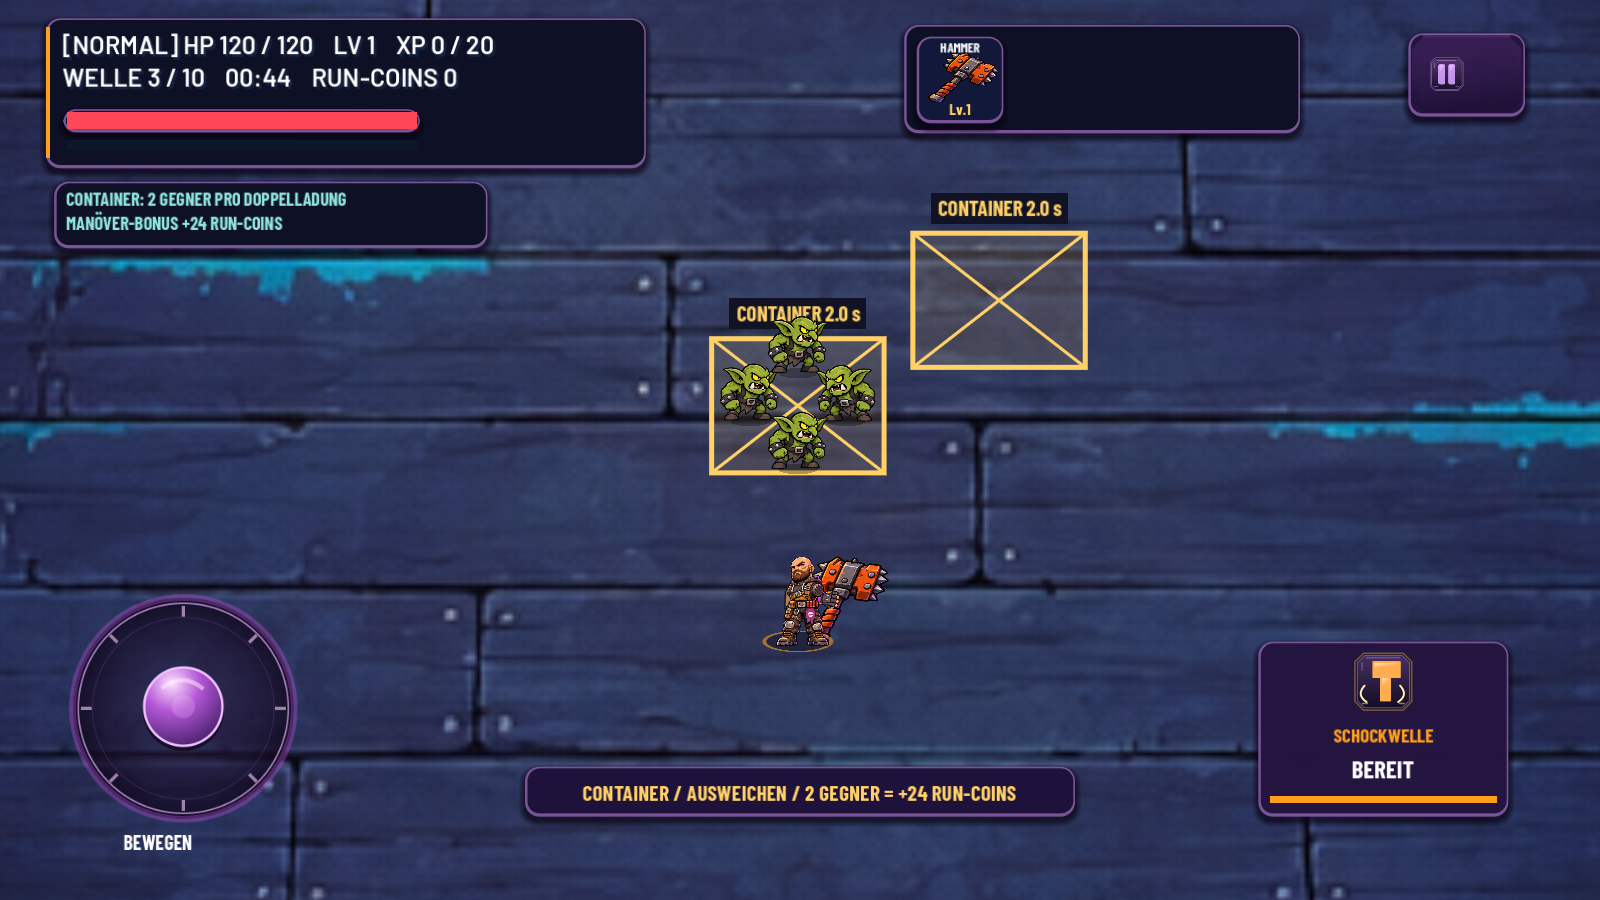 [NORMAL] HP 120 / 120 LV 1 XP 0 / 20
WELLE 3 / 10 00:44 RUN-COINS 0
HAMMER
Lv.1
CONTAINER: 2 GEGNER PRO DOPPELLADUNG
MANÖVER-BONUS +24 RUN-COINS
CONTAINER 2.0 s
CONTAINER 2.0 s
SCHOCKWELLE
BEREIT
CONTAINER / AUSWEICHEN / 2 GEGNER = +24 RUN-COINS
BEWEGEN